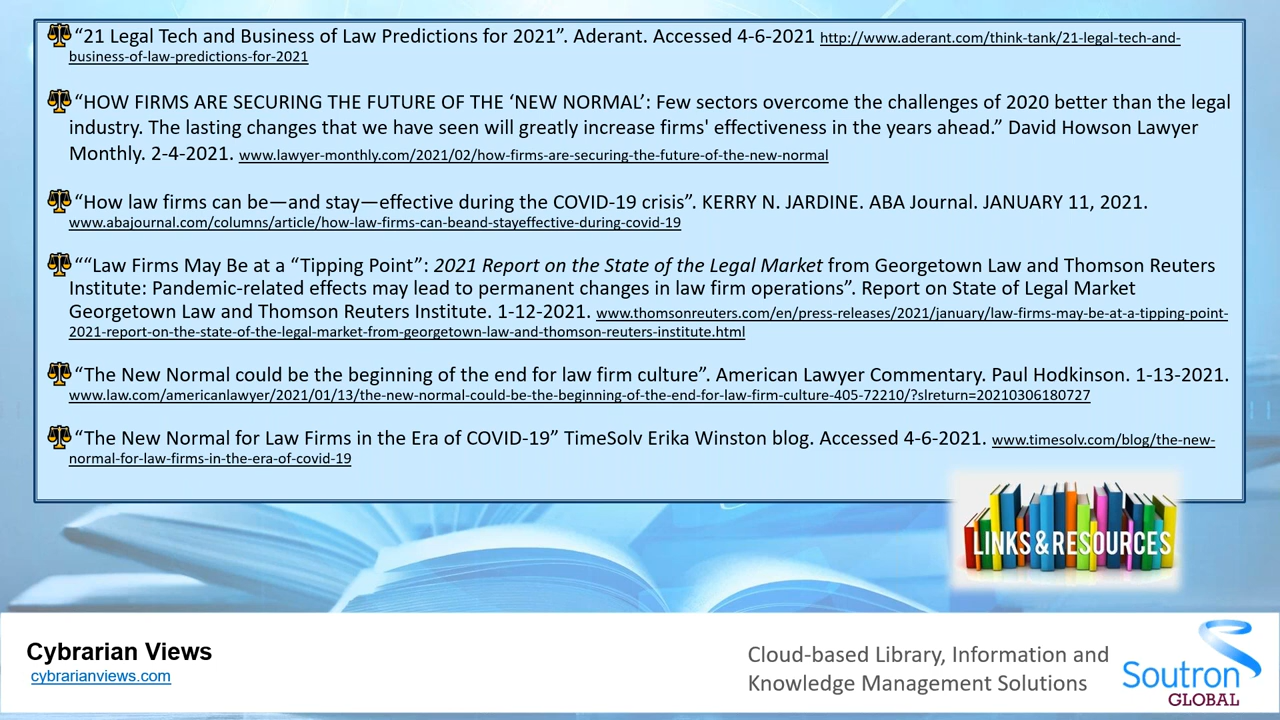 “21 Legal Tech and Business of Law Predictions for 2021”. Aderant. Accessed 4-6-2021 http://www.aderant.com/think-tank/21-legal-tech-and-
business-of-law-predictions-for-2021
“HOW FIRMS ARE SECURING THE FUTURE OF THE ‘NEW NORMAL’: Few sectors overcome the challenges of 2020 better than the legal
industry. The lasting changes that we have seen will greatly increase firms' effectiveness in the years ahead.” David Howson Lawyer
Monthly. 2-4-2021. www.lawyer-monthly.com/2021/02/how-firms-are-securing-the-future-of-the-new-normal
“How law firms can be—and stay—effective during the COVID-19 crisis”. KERRY N. JARDINE. ABA Journal. JANUARY 11, 2021.
www.abajournal.com/columns/article/how-law-firms-can-beand-stayeffective-during-covid-19
““Law Firms May Be at a “Tipping Point”: 2021 Report on the State of the Legal Market from Georgetown Law and Thomson Reuters
Institute: Pandemic-related effects may lead to permanent changes in law firm operations”. Report on State of Legal Market
Georgetown Law and Thomson Reuters Institute. 1-12-2021. www.thomsonreuters.com/en/press-releases/2021/january/law-firms-may-be-at-a-tipping-point-
2021-report-on-the-state-of-the-legal-market-from-georgetown-law-and-thomson-reuters-institute.html
“The New Normal could be the beginning of the end for law firm culture”. American Lawyer Commentary. Paul Hodkinson. 1-13-2021.
www.law.com/americanlawyer/2021/01/13/the-new-normal-could-be-the-beginning-of-the-end-for-law-firm-culture-405-72210/?slreturn=20210306180727
“The New Normal for Law Firms in the Era of COVID-19” TimeSolv Erika Winston blog. Accessed 4-6-2021. www.timesolv.com/blog/the-new-
normal-for-law-firms-in-the-era-of-covid-19
LINKS & RESOURCES
Cybrarian Views
cybrarianviews.com
Cloud-based Library, Information and
Knowledge Management Solutions
Soutron
GLOBAL